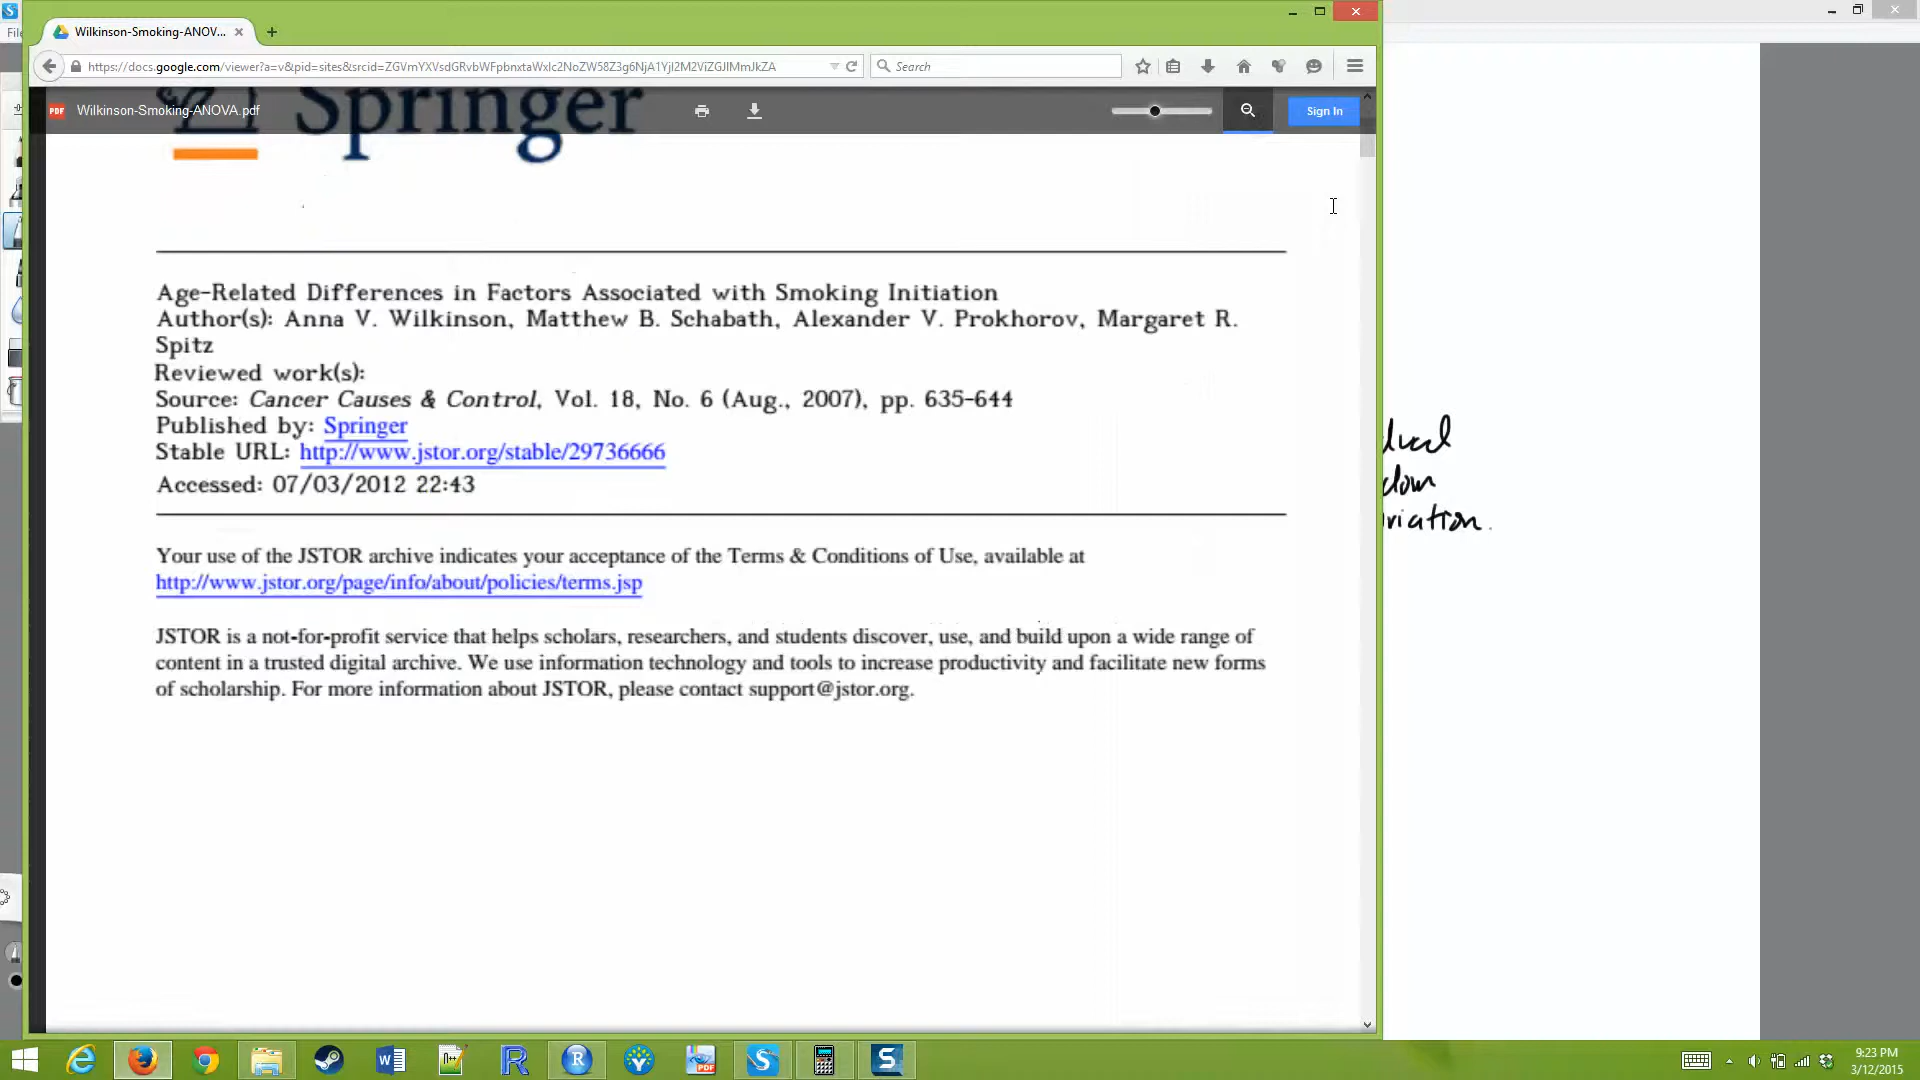 Wilkinson-Smoking-ANOV...
https://docs.google.com/viewer?a=v&pid=sites&srcid=ZGVmYXVsdGRvbWFpbnxtaWxlc2NoZW58Z3g6NjA1YjI2M2ViZGJlMmJkZA
Search
Wilkinson-Smoking-ANOVA.pdf
Sign In
Springer
Age-Related Differences in Factors Associated with Smoking Initiation
Author(s): Anna V. Wilkinson, Matthew B. Schabath, Alexander V. Prokhorov, Margaret R.
Spitz
Reviewed work(s):
Source: Cancer Causes & Control, Vol. 18, No. 6 (Aug., 2007), pp. 635-644
Published by: Springer
Stable URL: http://www.jstor.org/stable/29736666
Accessed: 07/03/2012 22:43
Your use of the JSTOR archive indicates your acceptance of the Terms & Conditions of Use, available at
http://www.jstor.org/page/info/about/policies/terms.jsp
JSTOR is a not-for-profit service that helps scholars, researchers, and students discover, use, and build upon a wide range of
content in a trusted digital archive. We use information technology and tools to increase productivity and facilitate new forms
of scholarship. For more information about JSTOR, please contact support@jstor.org.
9:23 PM
3/12/2015